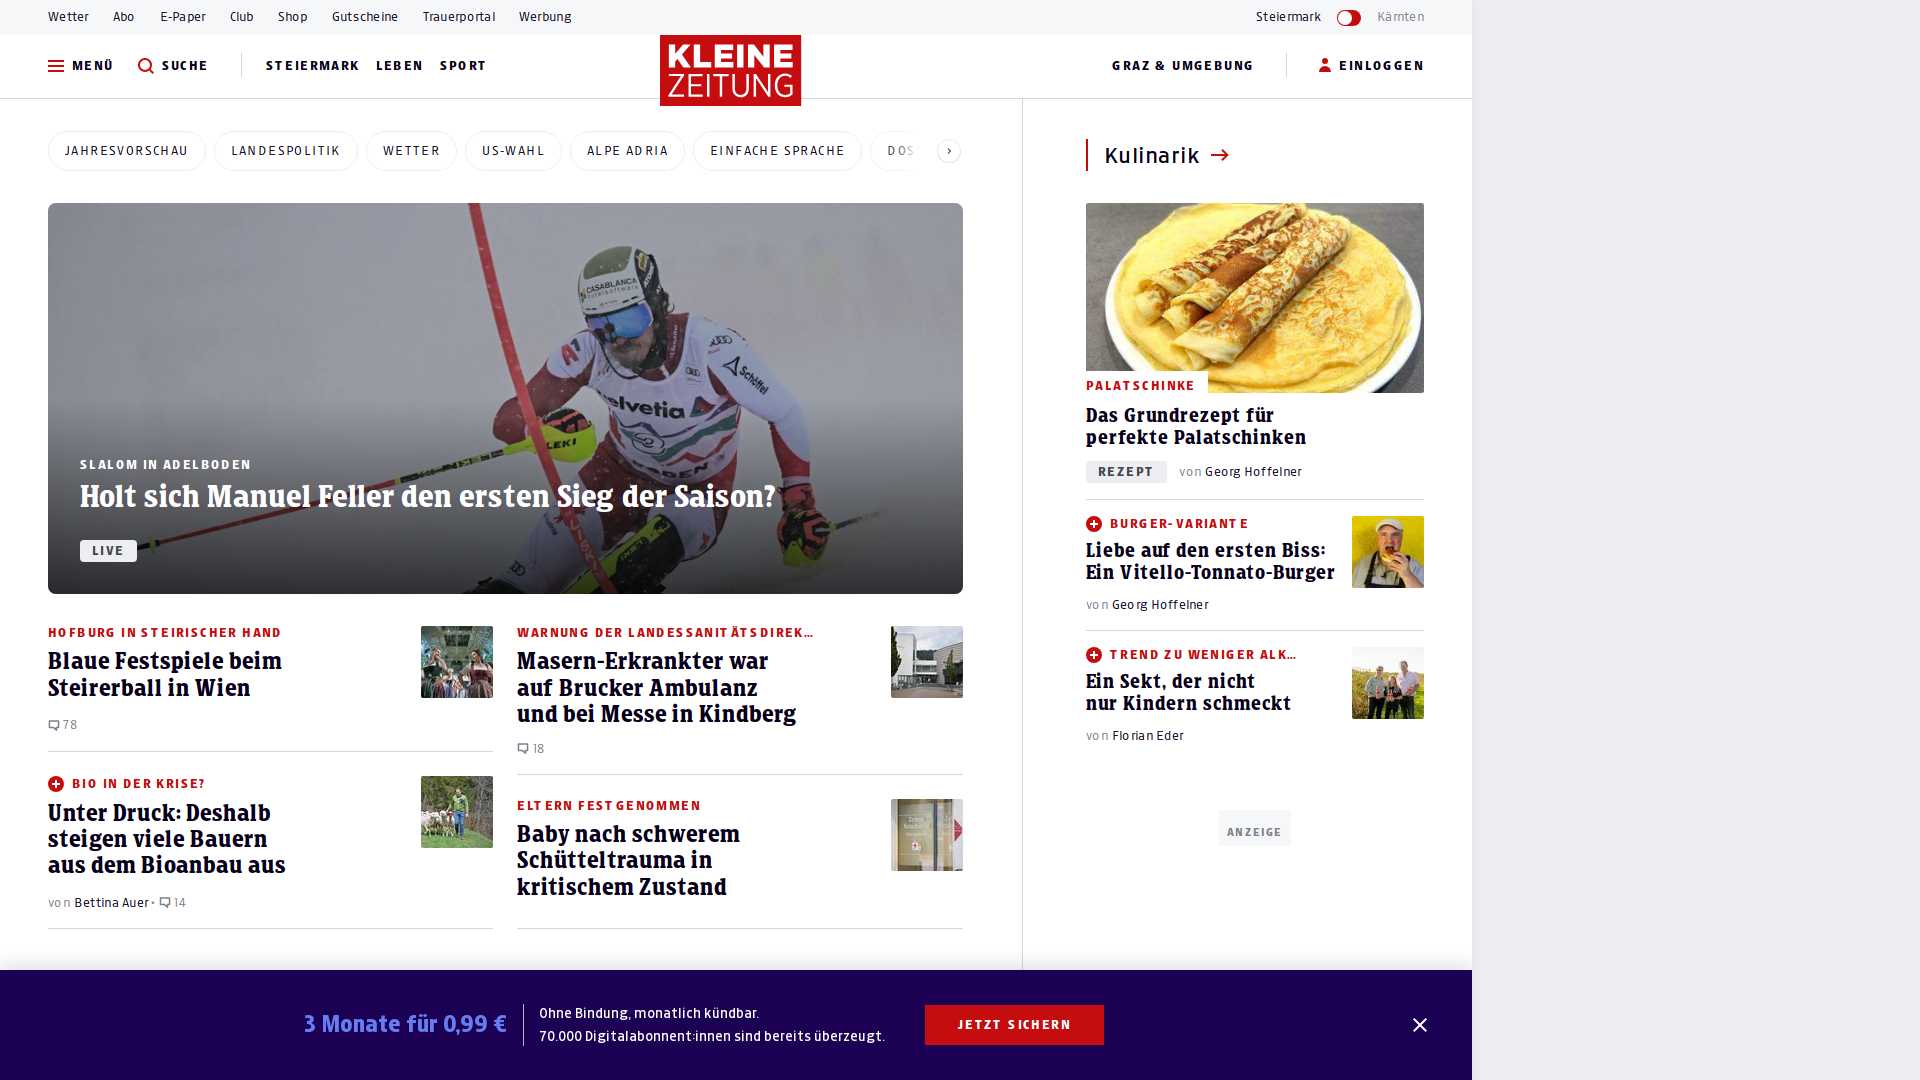 Wetter Abo E-Paper Club Shop Gutscheine Trauerportal Werbung
Steiermark Kärnten
MENÜ SUCHE STEIERMARK LEBEN SPORT
KLEINE
ZEITUNG
GRAZ & UMGEBUNG EINLOGGEN
JAHRESVORSCHAU LANDESPOLITIK WETTER US-WAHL ALPE ADRIA EINFACHE SPRACHE DOS
CASABLANCA
hotelsoftware
Audi
Schöffel
helvetia
LEKI
SLALOM IN ADELBODEN
Holt sich Manuel Feller den ersten Sieg der Saison?
LIVE
HOFBURG IN STEIRISCHER HAND
Blaue Festspiele beim
Steirerball in Wien
78
BIO IN DER KRISE?
Unter Druck: Deshalb
steigen viele Bauern
aus dem Bioanbau aus
von Bettina Auer • 14
WARNUNG DER LANDESSANITÄTSDIREK...
Masern-Erkrankter war
auf Brucker Ambulanz
und bei Messe in Kindberg
18
ELTERN FESTGENOMMEN
Baby nach schwerem
Schütteltrauma in
kritischem Zustand
Kulinarik
PALATSCHINKE
Das Grundrezept für
perfekte Palatschinken
REZEPT von Georg Hoffelner
BURGER-VARIANTE
Liebe auf den ersten Biss:
Ein Vitello-Tonnato-Burger
von Georg Hoffelner
TREND ZU WENIGER ALK...
Ein Sekt, der nicht
nur Kindern schmeckt
von Florian Eder
ANZEIGE
3 Monate für 0,99 €
Ohne Bindung, monatlich kündbar.
70.000 Digitalabonnent:innen sind bereits überzeugt.
JETZT SICHERN